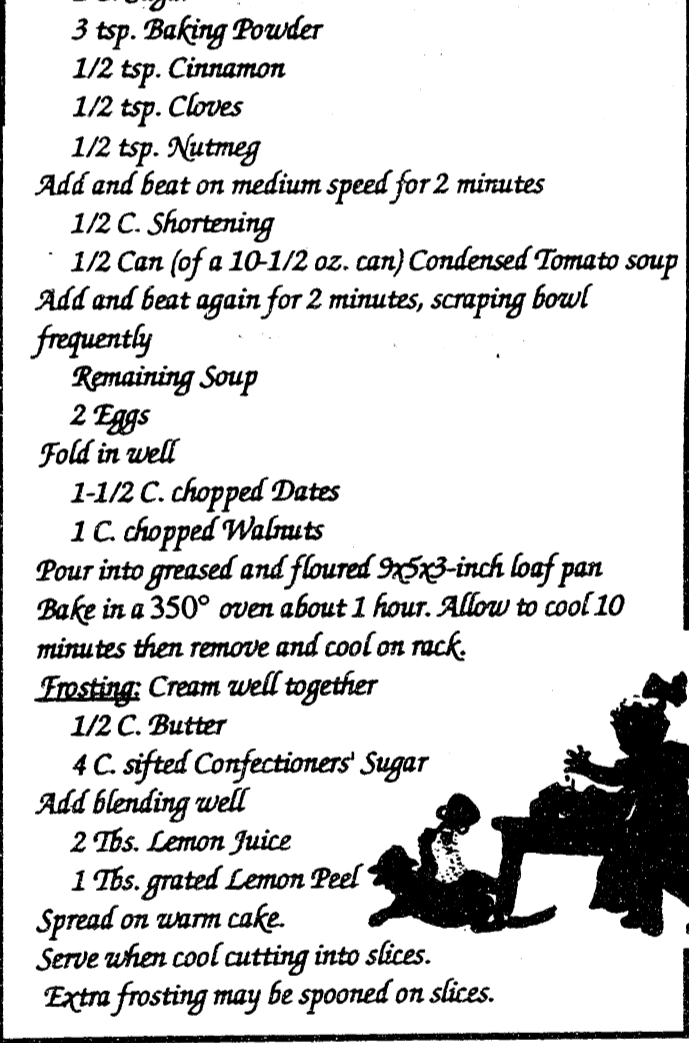 3 tsp. Baking Powder
1/2 tsp. Cinnamon
1/2 tsp. Cloves
1/2 tsp. Nutmeg
Add and beat on medium speed for 2 minutes
1/2 C. Shortening
1/2 Can (of a 10-1/2 oz. can) Condensed Tomato soup
Add and beat again for 2 minutes, scraping bowl
frequently
Remaining Soup
2 Eggs
Fold in well
1-1/2 C. chopped Dates
1 C. chopped Walnuts
Pour into greased and floured 9x5x3-inch loaf pan
Bake in a 350° oven about 1 hour. Allow to cool 10
minutes then remove and cool on rack.
Frosting: Cream well together
1/2 C. Butter
4 C. sifted Confectioners' Sugar
Add blending well
2 Tbs. Lemon Juice
1 Tbs. grated Lemon Peel
Spread on warm cake.
Serve when cool cutting into slices.
Extra frosting may be spooned on slices.